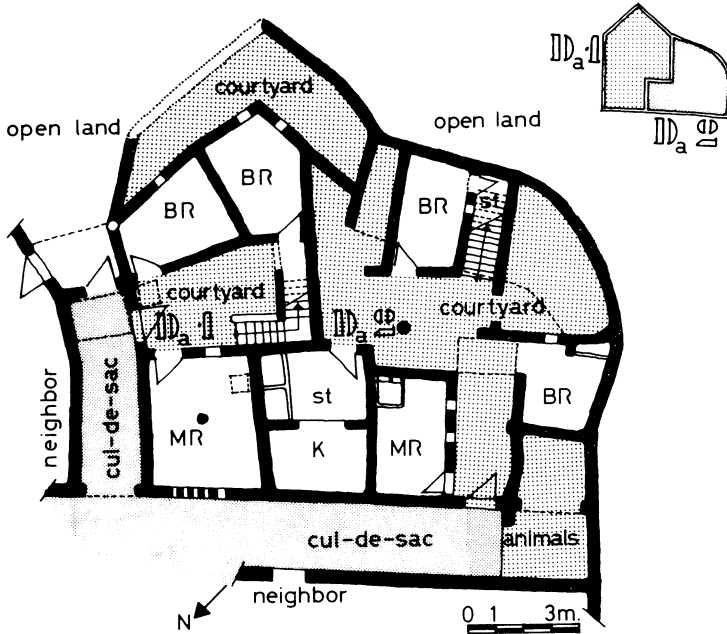 courtyard
open land
open land
BR
BR
BR
st
courtyard
courtyard
neighbor
cul-de-sac
MR
st
K
MR
BR
cul-de-sac
animals
neighbor
N
0 1 3m.